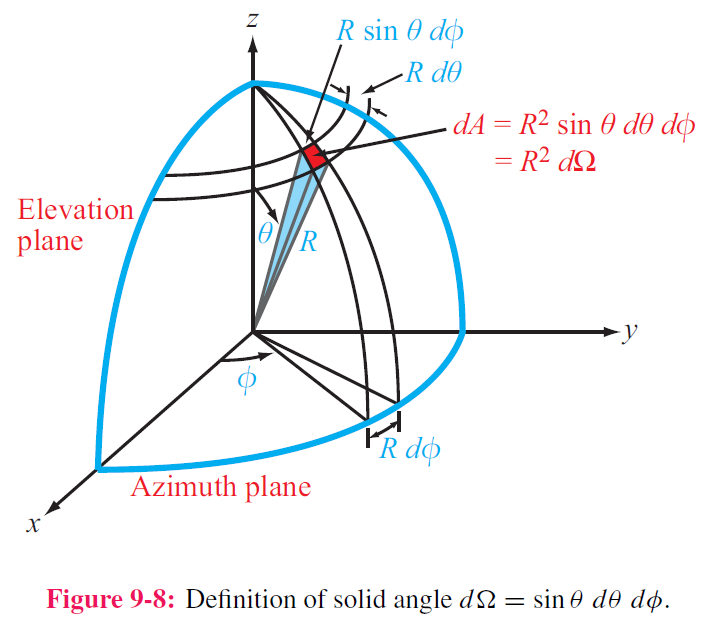 z
R sin θ dϕ
R dθ
dA = R² sin θ dθ dϕ
= R² dΩ
Elevation
plane
θ
R
y
ϕ
R dϕ
Azimuth plane
x
Figure 9-8: Definition of solid angle dΩ = sin θ dθ dϕ.